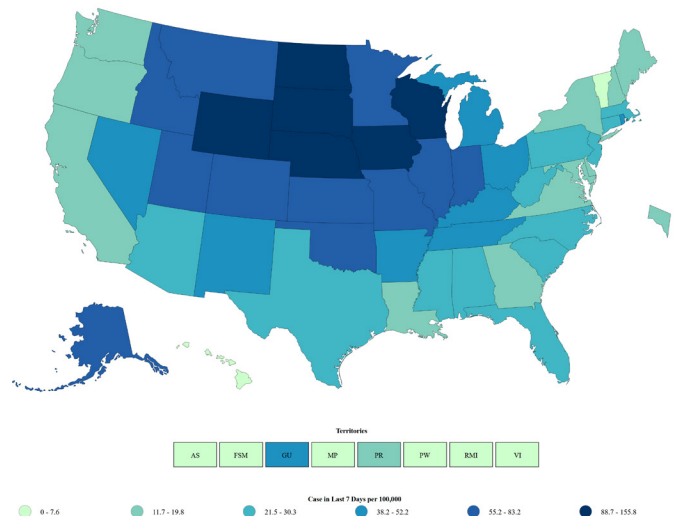 Territories
AS FSM GU MP PR PW RMI VI
Case in Last 7 Days per 100,000
0 - 7.6 11.7 - 19.8 21.5 - 30.3 38.2 - 52.2 55.2 - 83.2 88.7 - 155.8